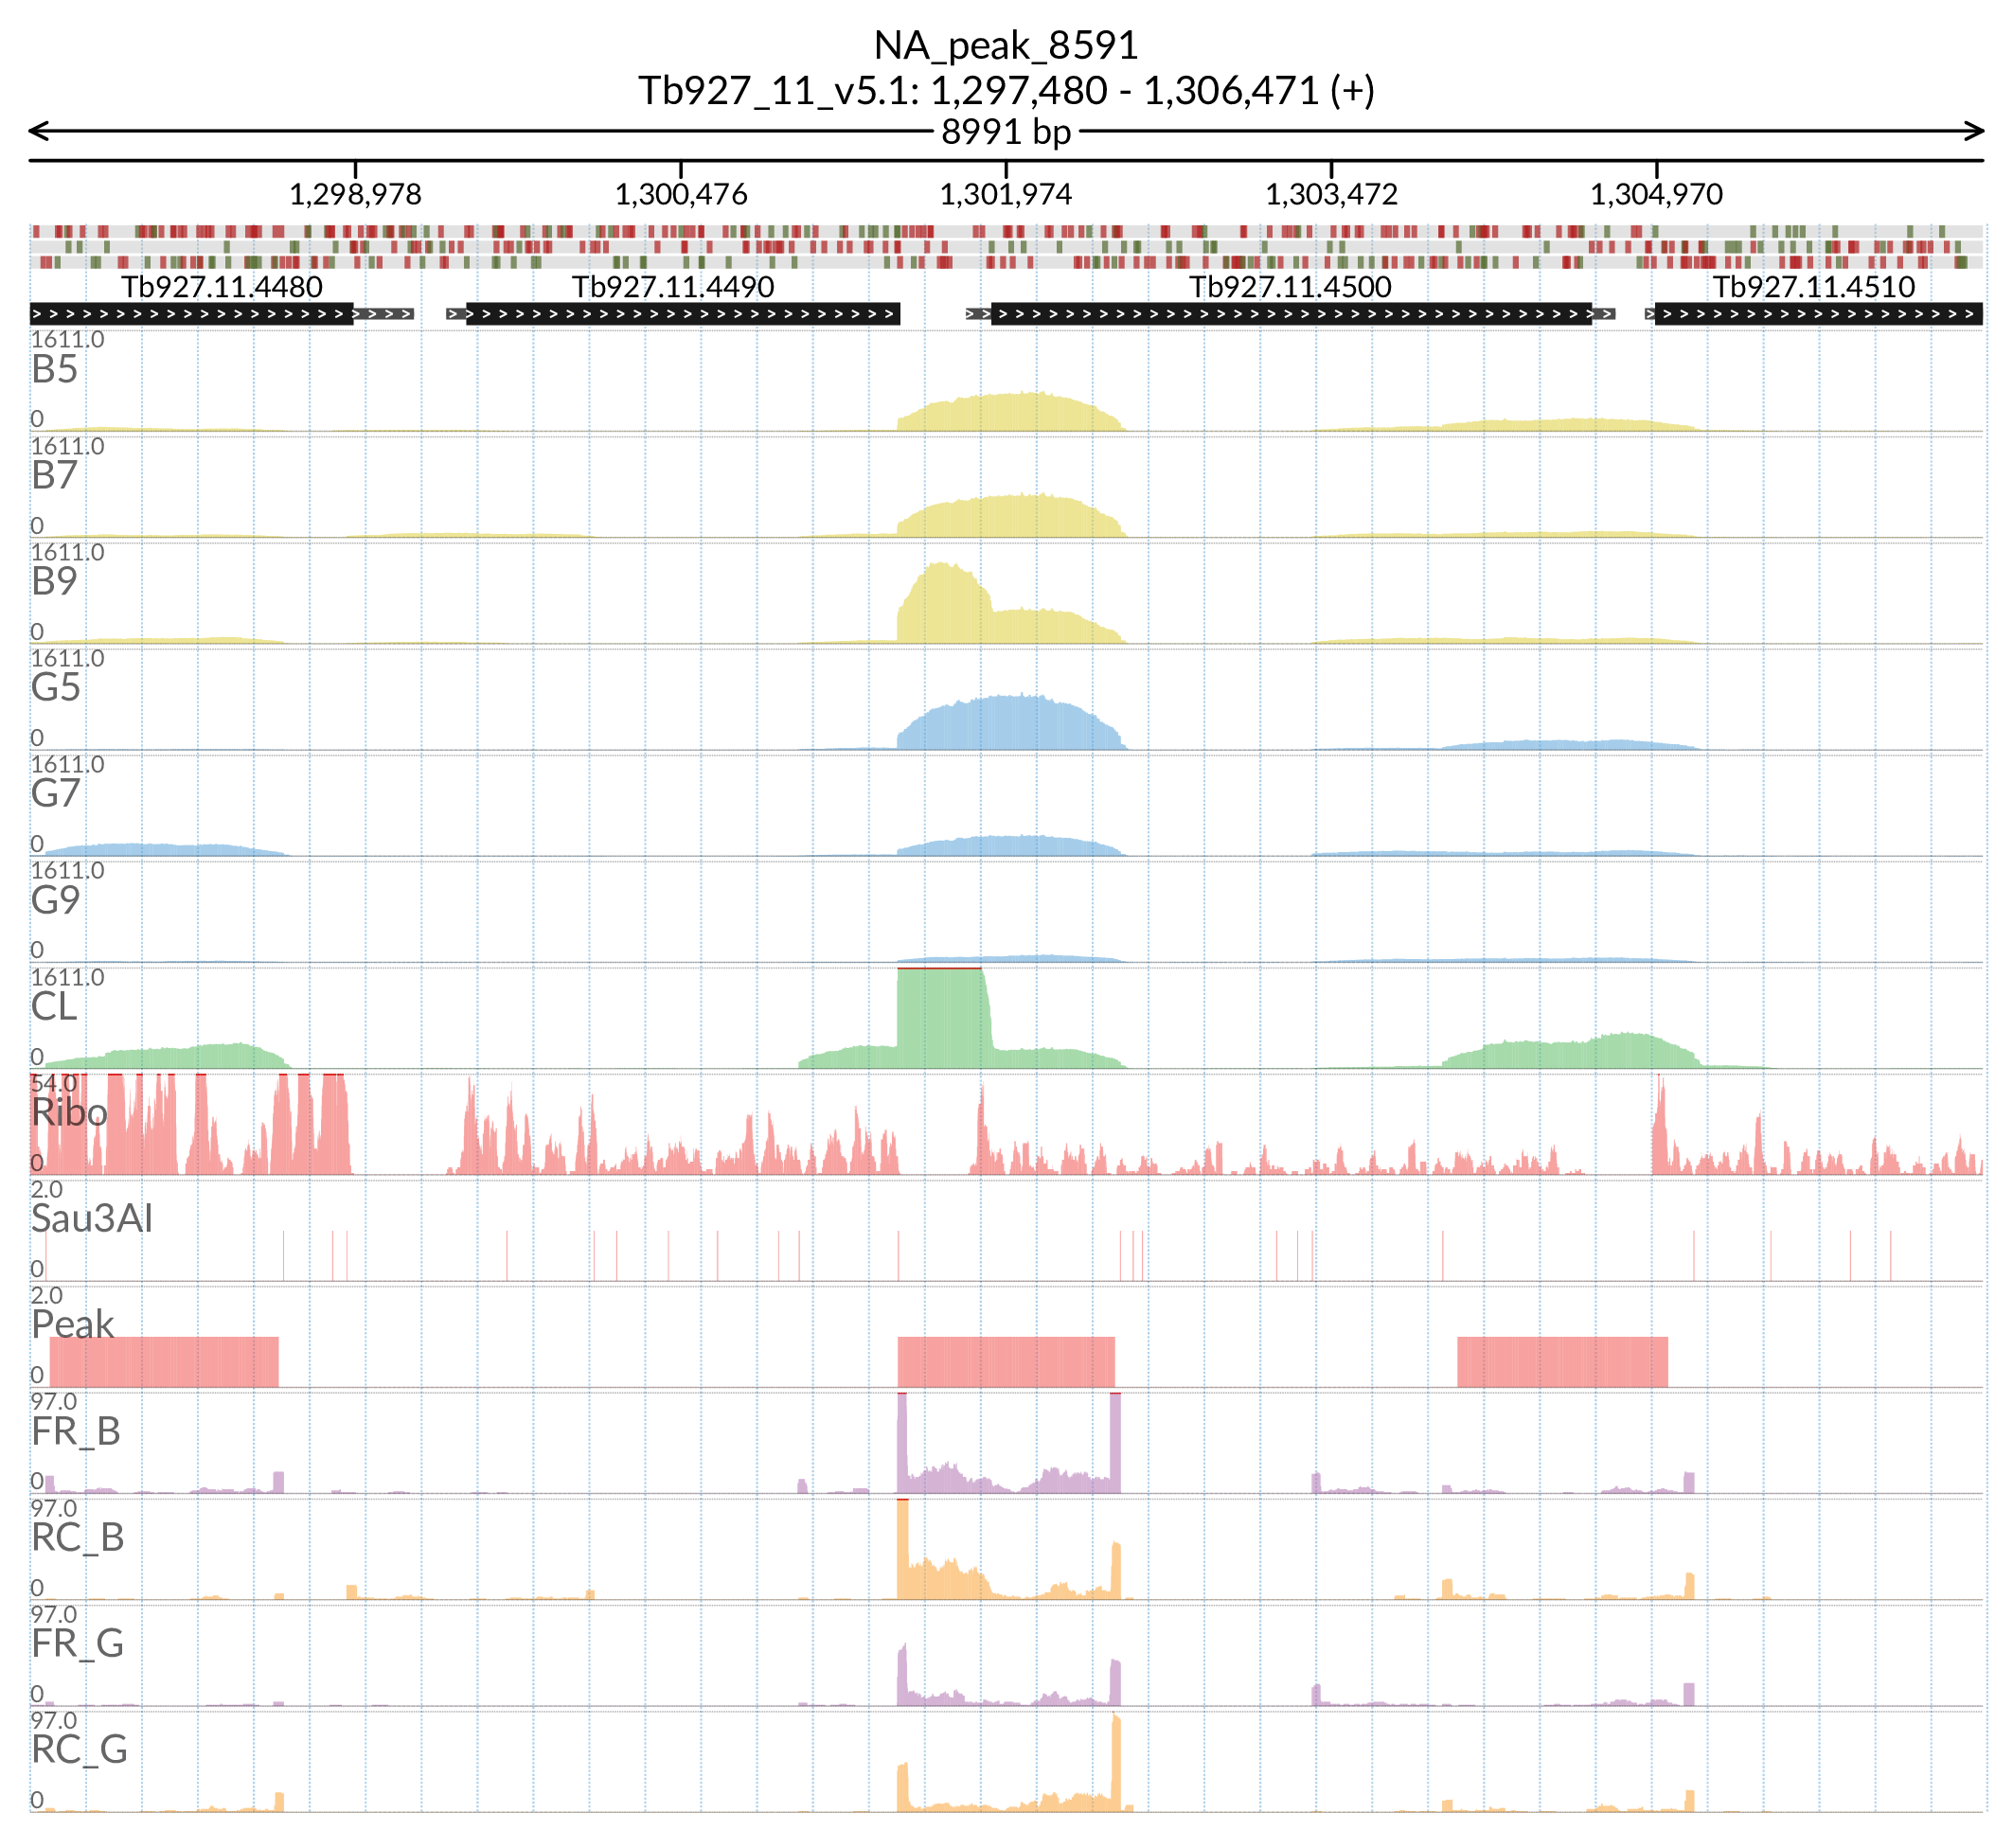 NA_peak_8591
Tb927_11_v5.1: 1,297,480 - 1,306,471 (+)
8991 bp
1,298,978 1,300,476 1,301,974 1,303,472 1,304,970
Tb927.11.4480 Tb927.11.4490 Tb927.11.4500 Tb927.11.4510
1611.0
B5
0
1611.0
B7
0
1611.0
B9
0
1611.0
G5
0
1611.0
G7
0
1611.0
G9
0
1611.0
CL
0
54.0
Ribo
0
2.0
Sau3AI
0
2.0
Peak
0
97.0
FR_B
0
97.0
RC_B
0
97.0
FR_G
0
97.0
RC_G
0